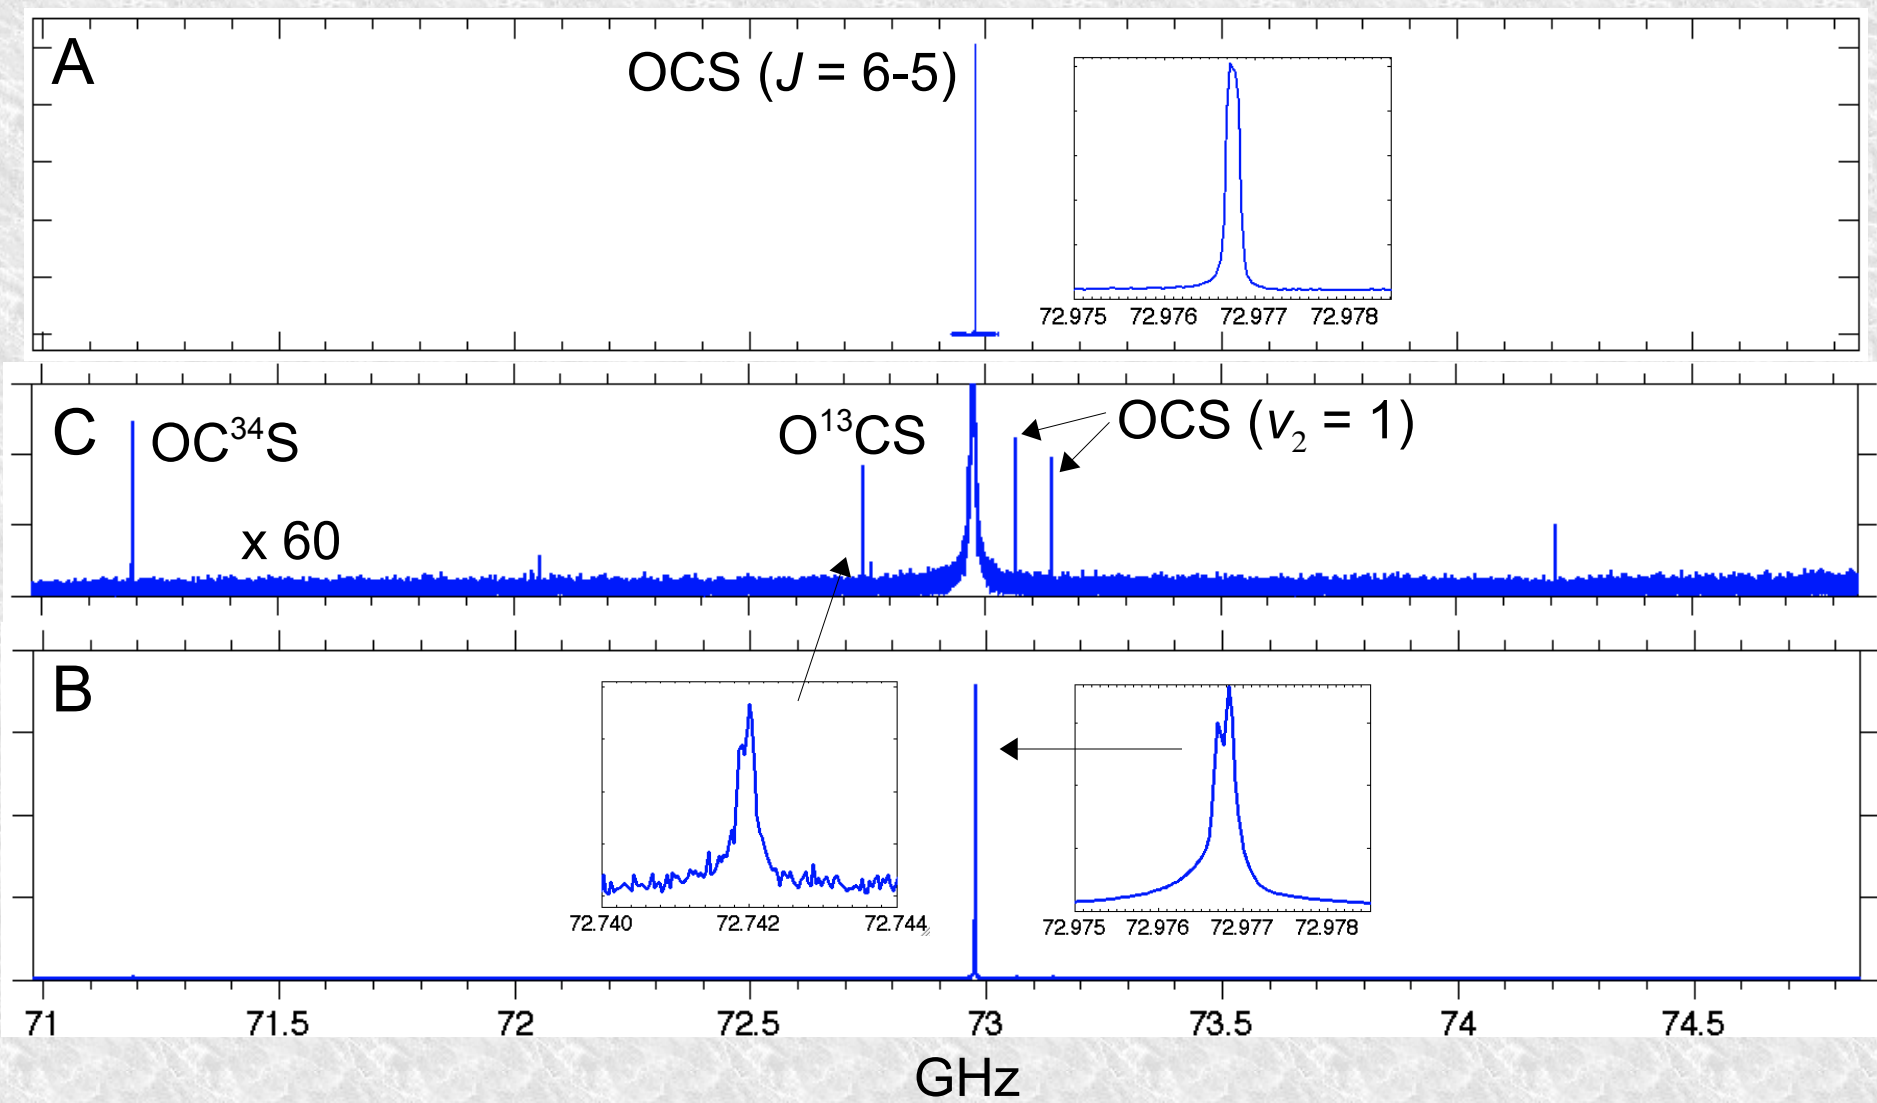 A
OCS (J = 6-5)
72.975 72.976 72.977 72.978
C
OC³⁴S
x 60
O¹³CS
OCS (v₂ = 1)
B
72.740 72.742 72.744
72.975 72.976 72.977 72.978
71 71.5 72 72.5 73 73.5 74 74.5
GHz